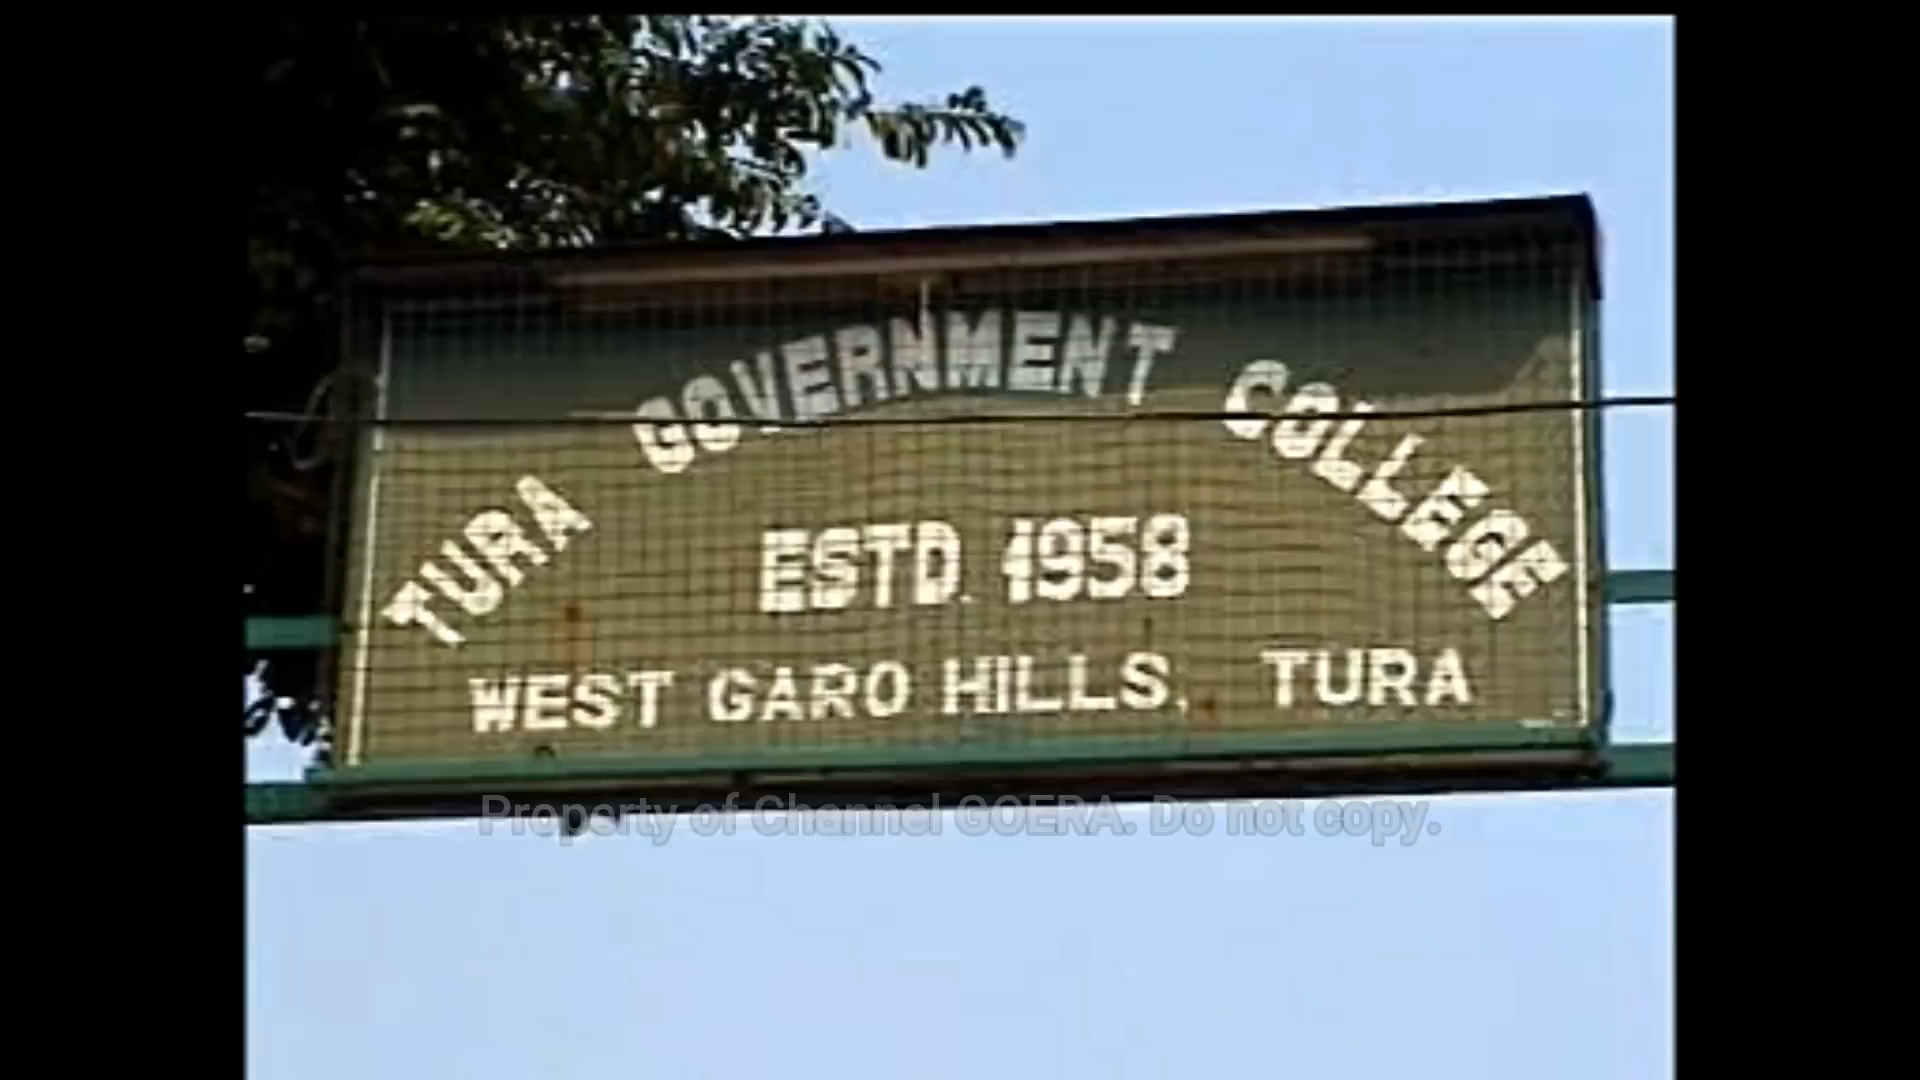 TURA GOVERNMENT COLLEGE
ESTD. 1958
WEST GARO HILLS, TURA
Property of Channel GOERA. Do not copy.